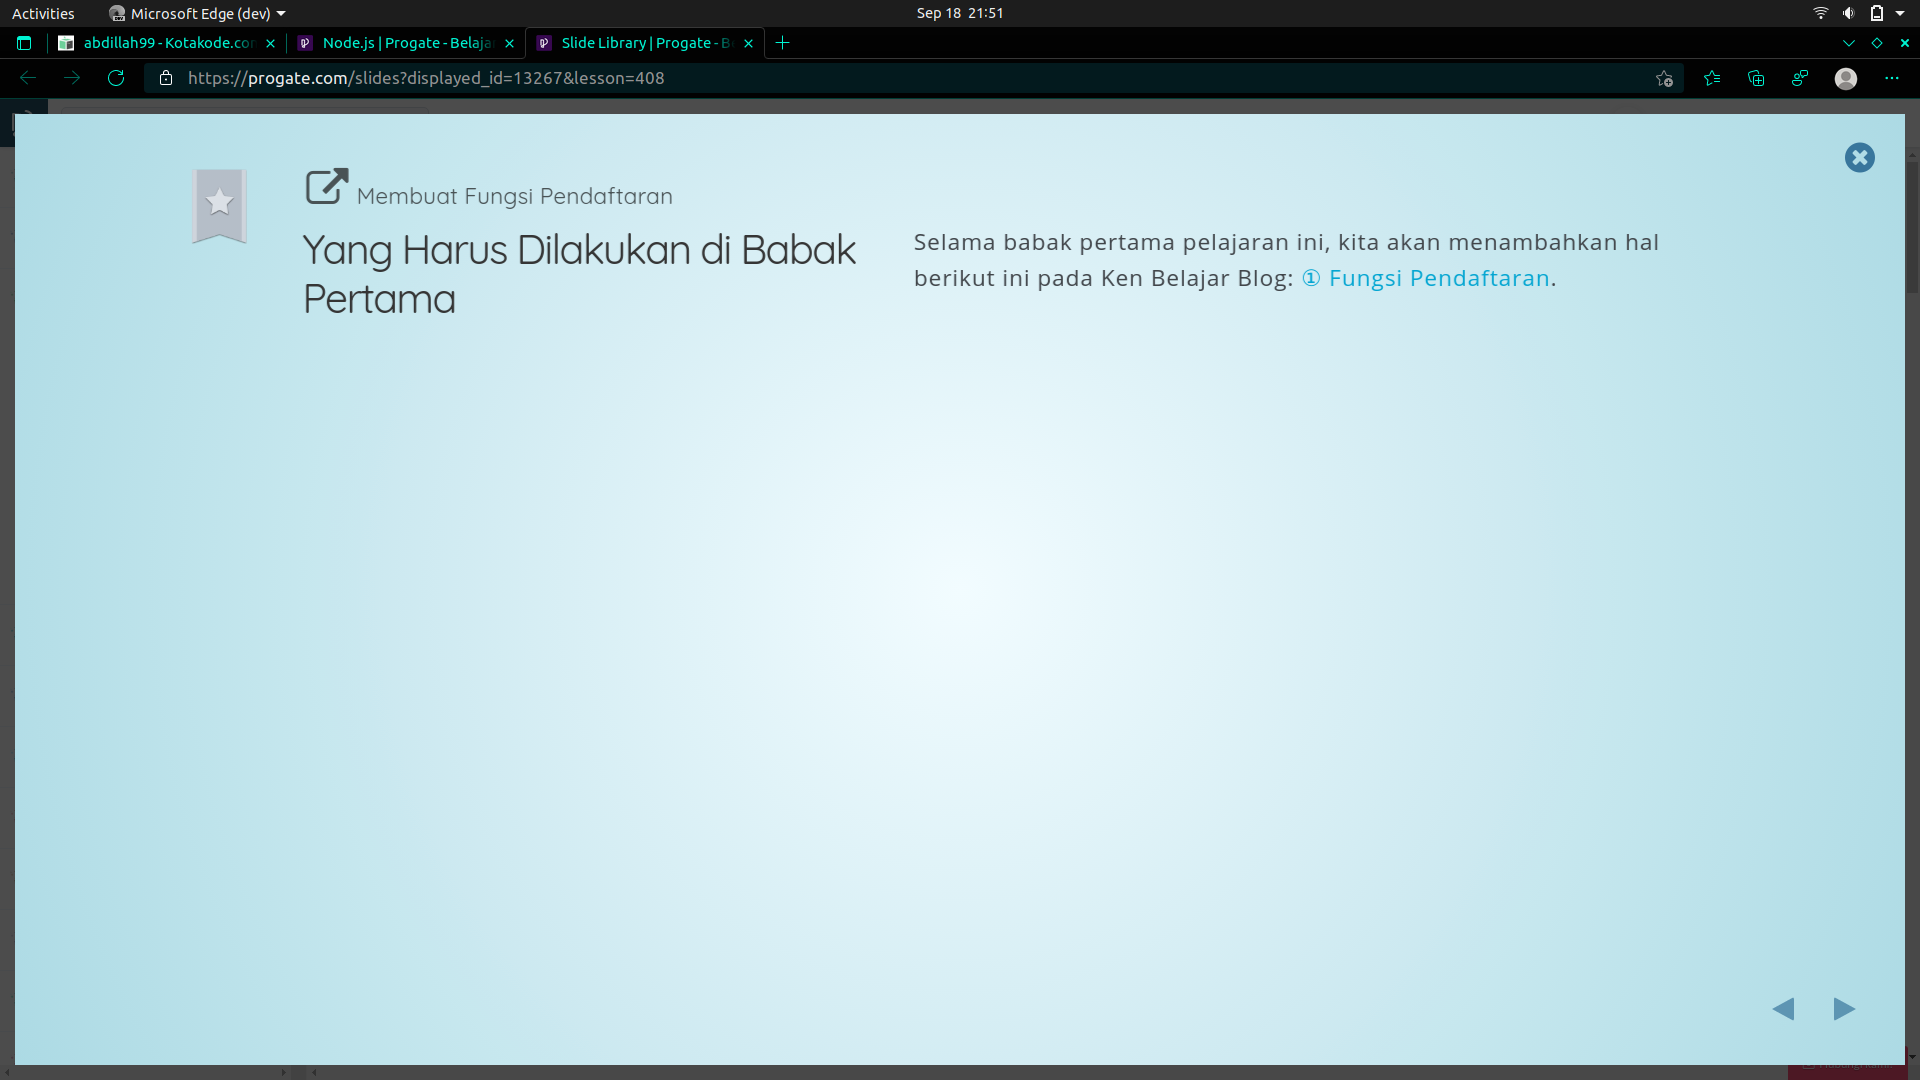 Activities
Microsoft Edge (dev)
Sep 18 21:51
abdillah99 - Kotakode.co
Node.js | Progate - Belaja
Slide Library | Progate - B
https://progate.com/slides?displayed_id=13267&lesson=408
Membuat Fungsi Pendaftaran
Yang Harus Dilakukan di Babak
Pertama
Selama babak pertama pelajaran ini, kita akan menambahkan hal
berikut ini pada Ken Belajar Blog: ① Fungsi Pendaftaran.